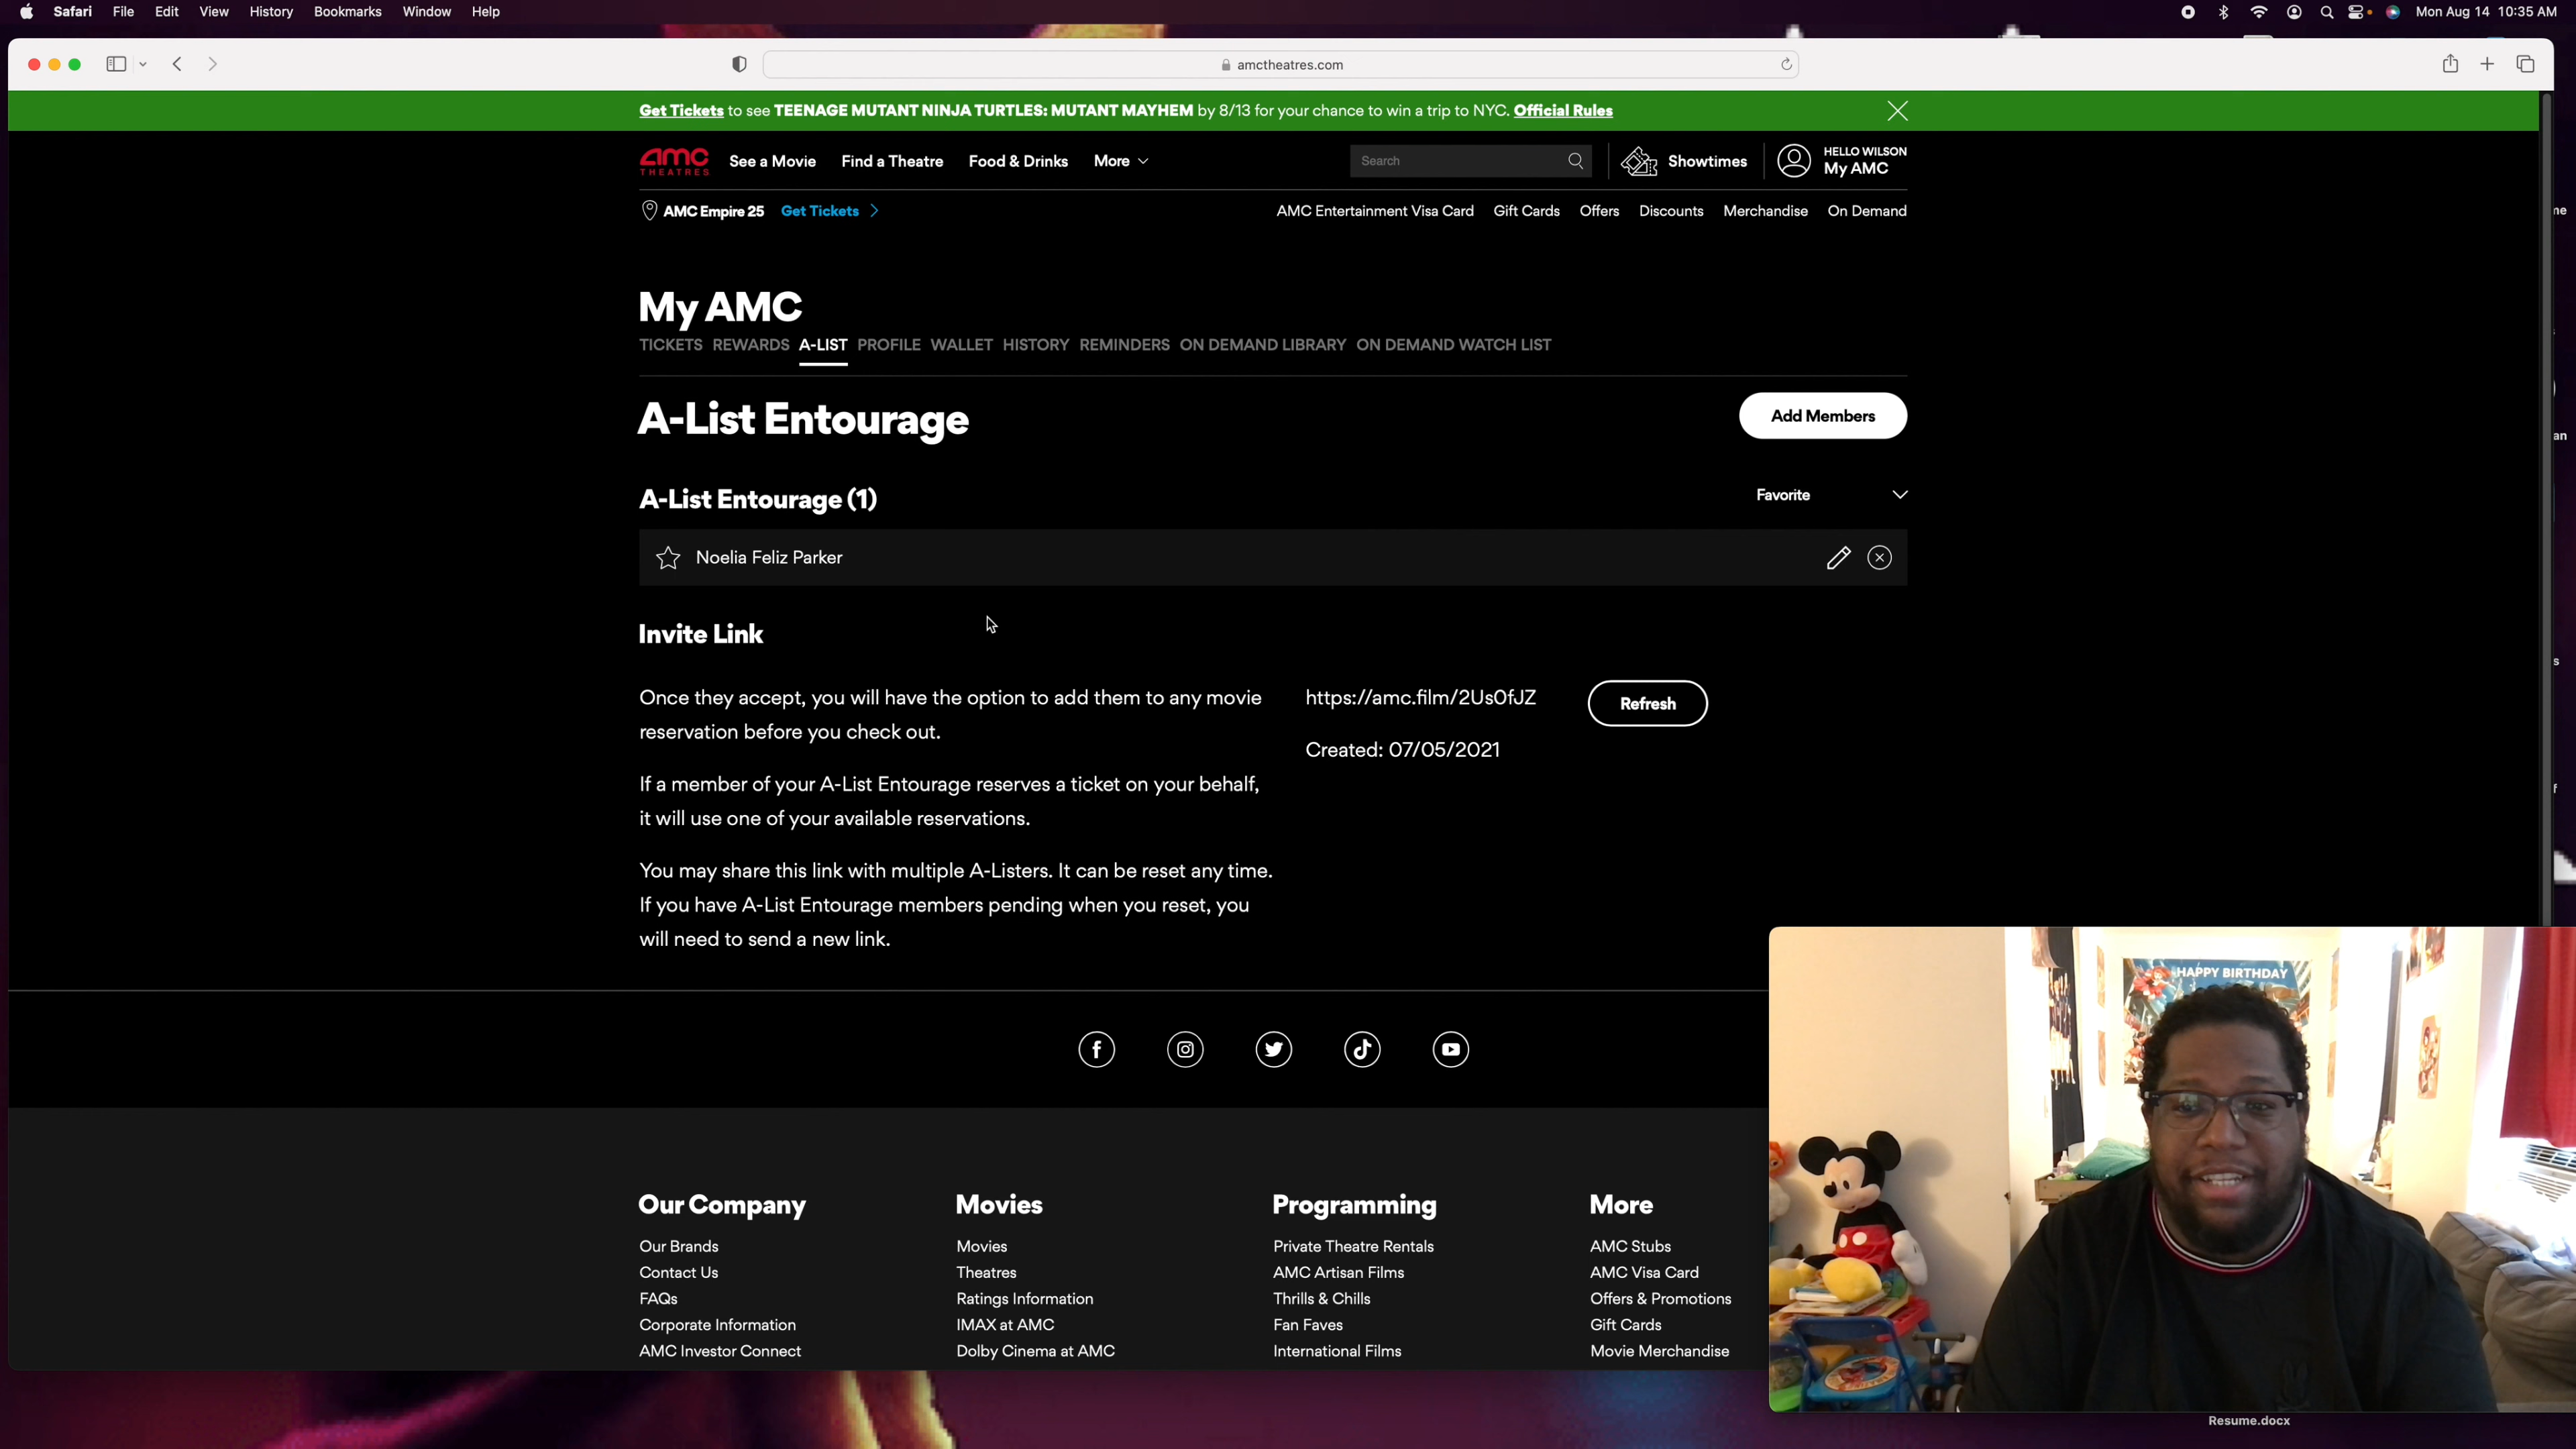 Safari File Edit View History Bookmarks Window Help Mon Aug 14 10:35 AM
amctheatres.com
Get Tickets to see TEENAGE MUTANT NINJA TURTLES: MUTANT MAYHEM by 8/13 for your chance to win a trip to NYC. Official Rules
amc THEATRES See a Movie Find a Theatre Food & Drinks More Search Showtimes HELLO WILSON
My AMC
AMC Empire 25 Get Tickets AMC Entertainment Visa Card Gift Cards Offers Discounts Merchandise On Demand
My AMC
TICKETS REWARDS A-LIST PROFILE WALLET HISTORY REMINDERS ON DEMAND LIBRARY ON DEMAND WATCH LIST
A-List Entourage Add Members
A-List Entourage (1) Favorite
Noelia Feliz Parker
Invite Link
Once they accept, you will have the option to add them to any movie
reservation before you check out.
https://amc.film/2Us0fJZ Refresh
Created: 07/05/2021
If a member of your A-List Entourage reserves a ticket on your behalf,
it will use one of your available reservations.
You may share this link with multiple A-Listers. It can be reset any time.
If you have A-List Entourage members pending when you reset, you
will need to send a new link.
HAPPY BIRTHDAY
Our Company
Our Brands
Contact Us
FAQs
Corporate Information
AMC Investor Connect
Movies
Movies
Theatres
Ratings Information
IMAX at AMC
Dolby Cinema at AMC
Programming
Private Theatre Rentals
AMC Artisan Films
Thrills & Chills
Fan Faves
International Films
More
AMC Stubs
AMC Visa Card
Offers & Promotions
Gift Cards
Movie Merchandise
Resume.docx